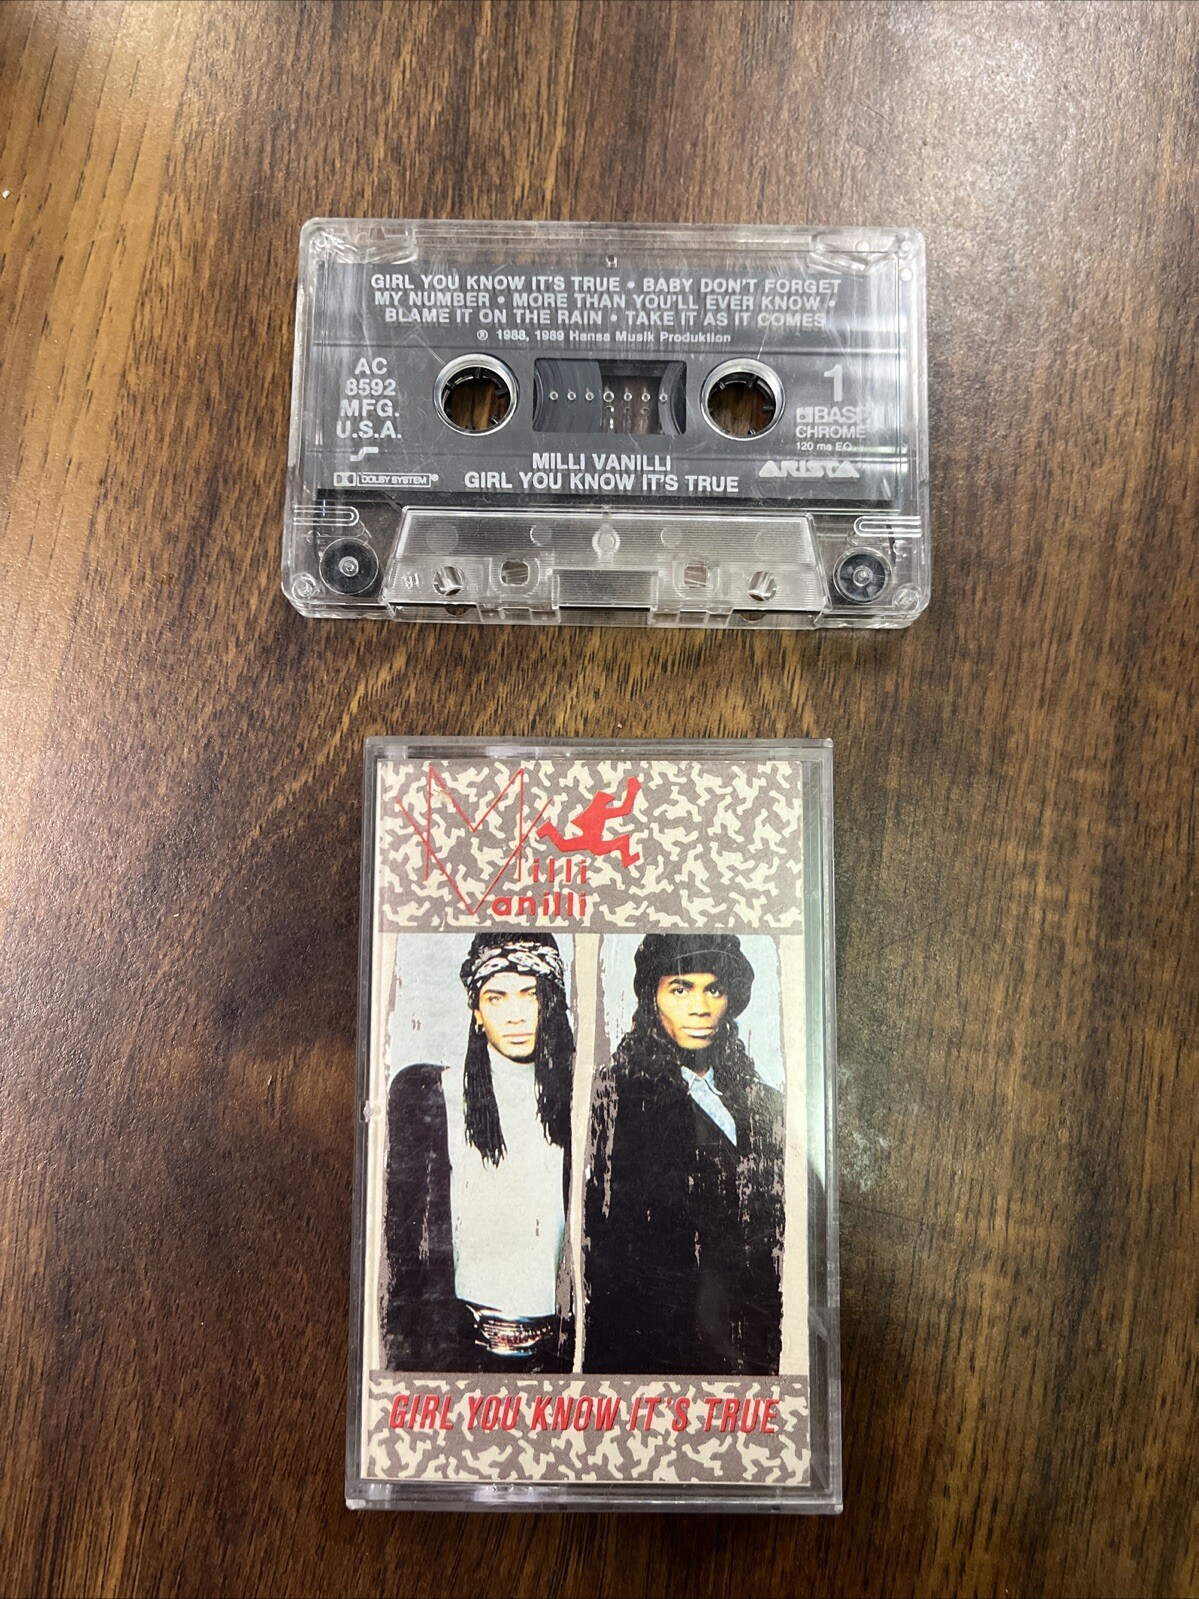 GIRL YOU KNOW IT'S TRUE • BABY DON'T FORGET
MY NUMBER • MORE THAN YOU'LL EVER KNOW •
BLAME IT ON THE RAIN • TAKE IT AS IT COMES
℗ 1988, 1989 Hansa Musik Produktion
AC
8592
MFG.
U.S.A.
1
BASF
CHROME
120 ms EQ
DOLBY SYSTEM®
ARISTA
MILLI VANILLI
GIRL YOU KNOW IT'S TRUE
Milli
Vanilli
GIRL YOU KNOW IT'S TRUE